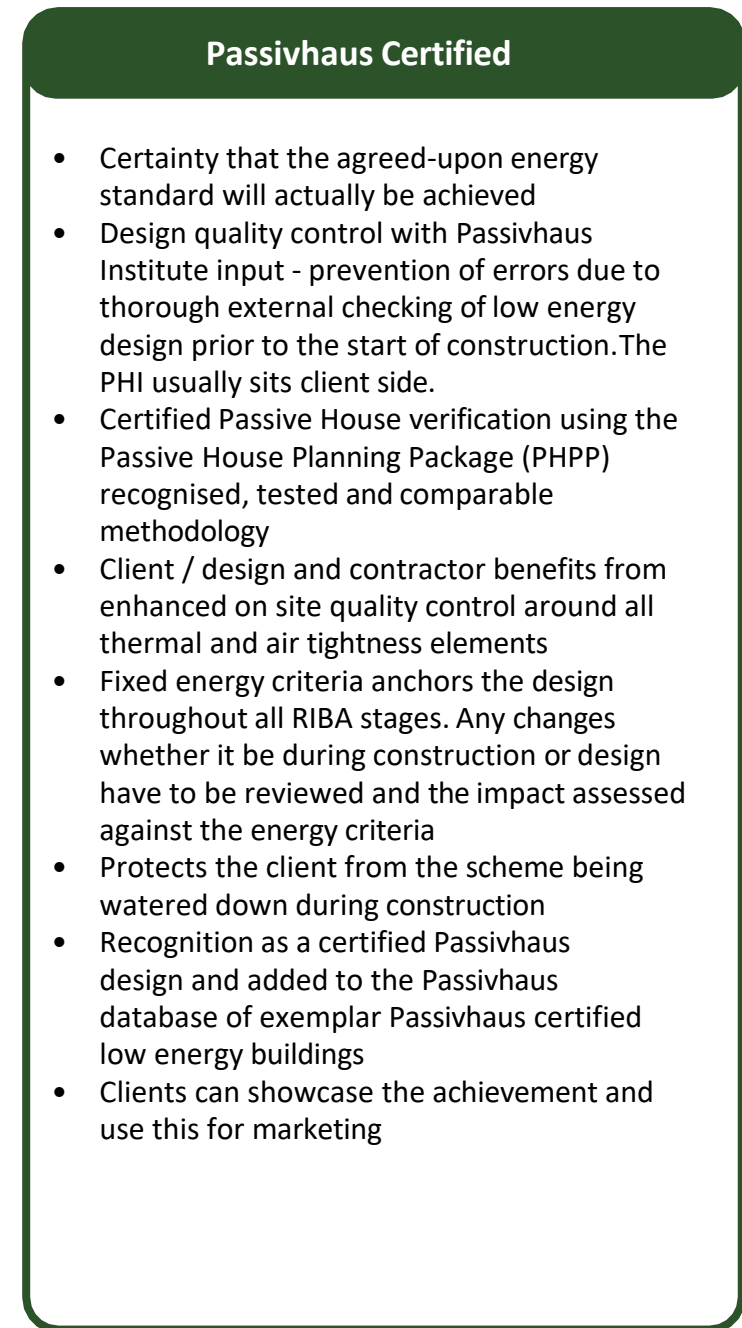 Passivhaus Certified
• Certainty that the agreed-upon energy
standard will actually be achieved
• Design quality control with Passivhaus
Institute input - prevention of errors due to
thorough external checking of low energy
design prior to the start of construction.The
PHI usually sits client side.
• Certified Passive House verification using the
Passive House Planning Package (PHPP)
recognised, tested and comparable
methodology
• Client / design and contractor benefits from
enhanced on site quality control around all
thermal and air tightness elements
• Fixed energy criteria anchors the design
throughout all RIBA stages. Any changes
whether it be during construction or design
have to be reviewed and the impact assessed
against the energy criteria
• Protects the client from the scheme being
watered down during construction
• Recognition as a certified Passivhaus
design and added to the Passivhaus
database of exemplar Passivhaus certified
low energy buildings
• Clients can showcase the achievement and
use this for marketing